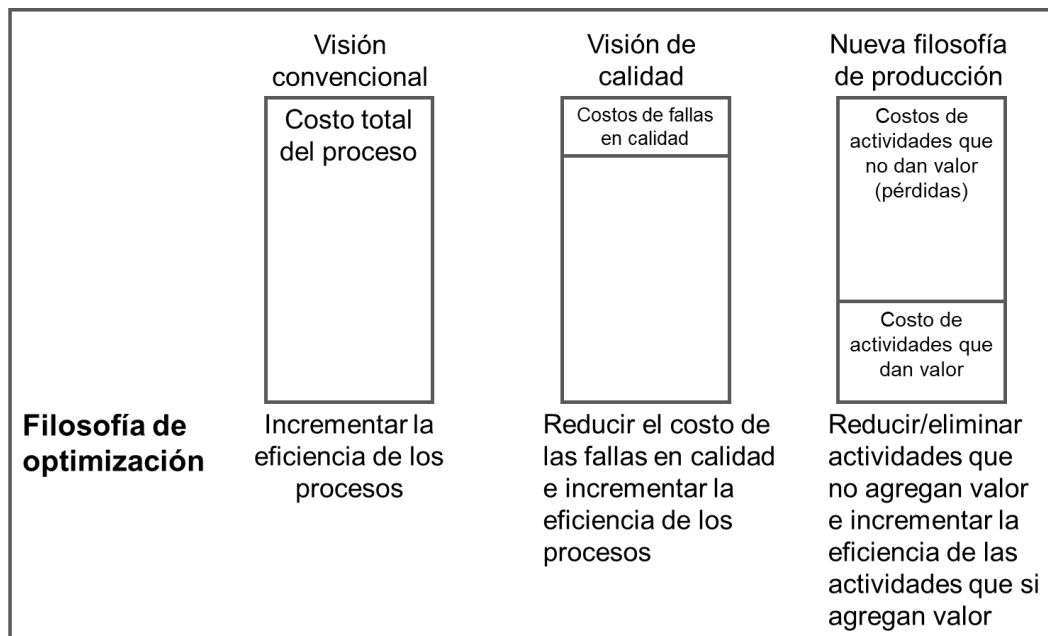 Visión
convencional
Costo total
del proceso
Visión de
calidad
Costos de fallas
en calidad
Nueva filosofía
de producción
Costos de
actividades que
no dan valor
(pérdidas)
Costo de
actividades que
dan valor
Filosofía de
optimización
Incrementar la
eficiencia de los
procesos
Reducir el costo de
las fallas en calidad
e incrementar la
eficiencia de los
procesos
Reducir/eliminar
actividades que
no agregan valor
e incrementar la
eficiencia de las
actividades que si
agregan valor